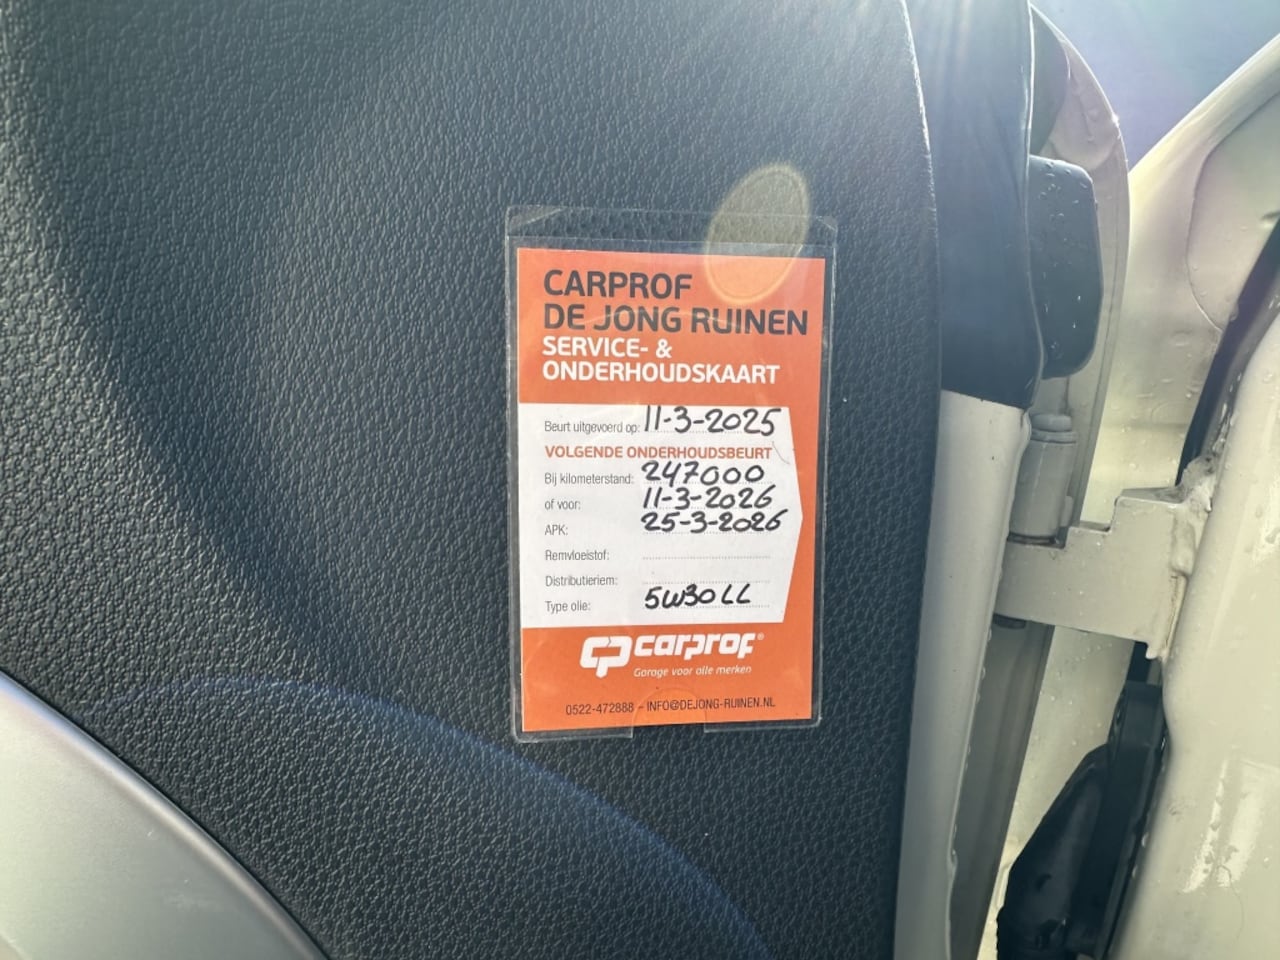 CARPROF
DE JONG RUINEN
SERVICE- &
ONDERHOUDSKAART
Beurt uitgevoerd op: 11-3-2025
VOLGENDE ONDERHOUDSBEURT
Bij kilometerstand: 247000
of voor: 11-3-2026
APK: 25-3-2026
Remvloeistof:
Distributieriem:
Type olie: 5W30 LL
CP carprof®
Garage voor alle merken
0522-472888 - INFO@DEJONG-RUINEN.NL